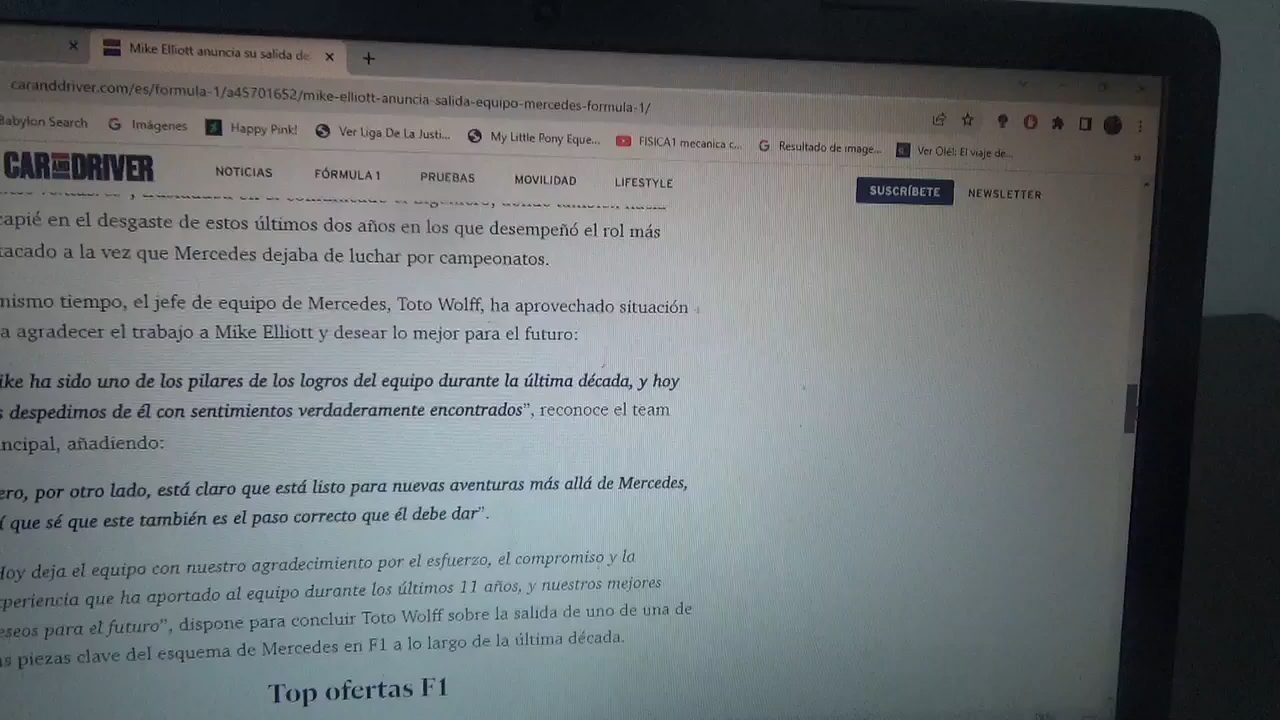 Mike Elliott anuncia su salida de
caranddriver.com/es/formula-1/a45701652/mike-elliott-anuncia-salida-equipo-mercedes-formula-1/
Babylon Search Imágenes Happy Pink! Ver Liga De La Justi... My Little Pony Eque... FISICA1 mecanica c... Resultado de image... Ver Olé!: El viaje de...
CAR AND DRIVER NOTICIAS FÓRMULA 1 PRUEBAS MOVILIDAD LIFESTYLE SUSCRÍBETE NEWSLETTER
capié en el desgaste de estos últimos dos años en los que desempeñó el rol más
tacado a la vez que Mercedes dejaba de luchar por campeonatos.
mismo tiempo, el jefe de equipo de Mercedes, Toto Wolff, ha aprovechado situación
a agradecer el trabajo a Mike Elliott y desear lo mejor para el futuro:
ike ha sido uno de los pilares de los logros del equipo durante la última década, y hoy
s despedimos de él con sentimientos verdaderamente encontrados”, reconoce el team
ncipal, añadiendo:
ero, por otro lado, está claro que está listo para nuevas aventuras más allá de Mercedes,
í que sé que este también es el paso correcto que él debe dar”.
Hoy deja el equipo con nuestro agradecimiento por el esfuerzo, el compromiso y la
xperiencia que ha aportado al equipo durante los últimos 11 años, y nuestros mejores
eseos para el futuro”, dispone para concluir Toto Wolff sobre la salida de uno de una de
as piezas clave del esquema de Mercedes en F1 a lo largo de la última década.
Top ofertas F1